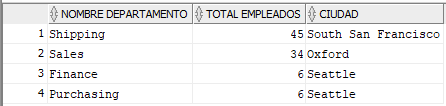 NOMBRE DEPARTAMENTO TOTAL EMPLEADOS CIUDAD
1 Shipping 45 South San Francisco
2 Sales 34 Oxford
3 Finance 6 Seattle
4 Purchasing 6 Seattle